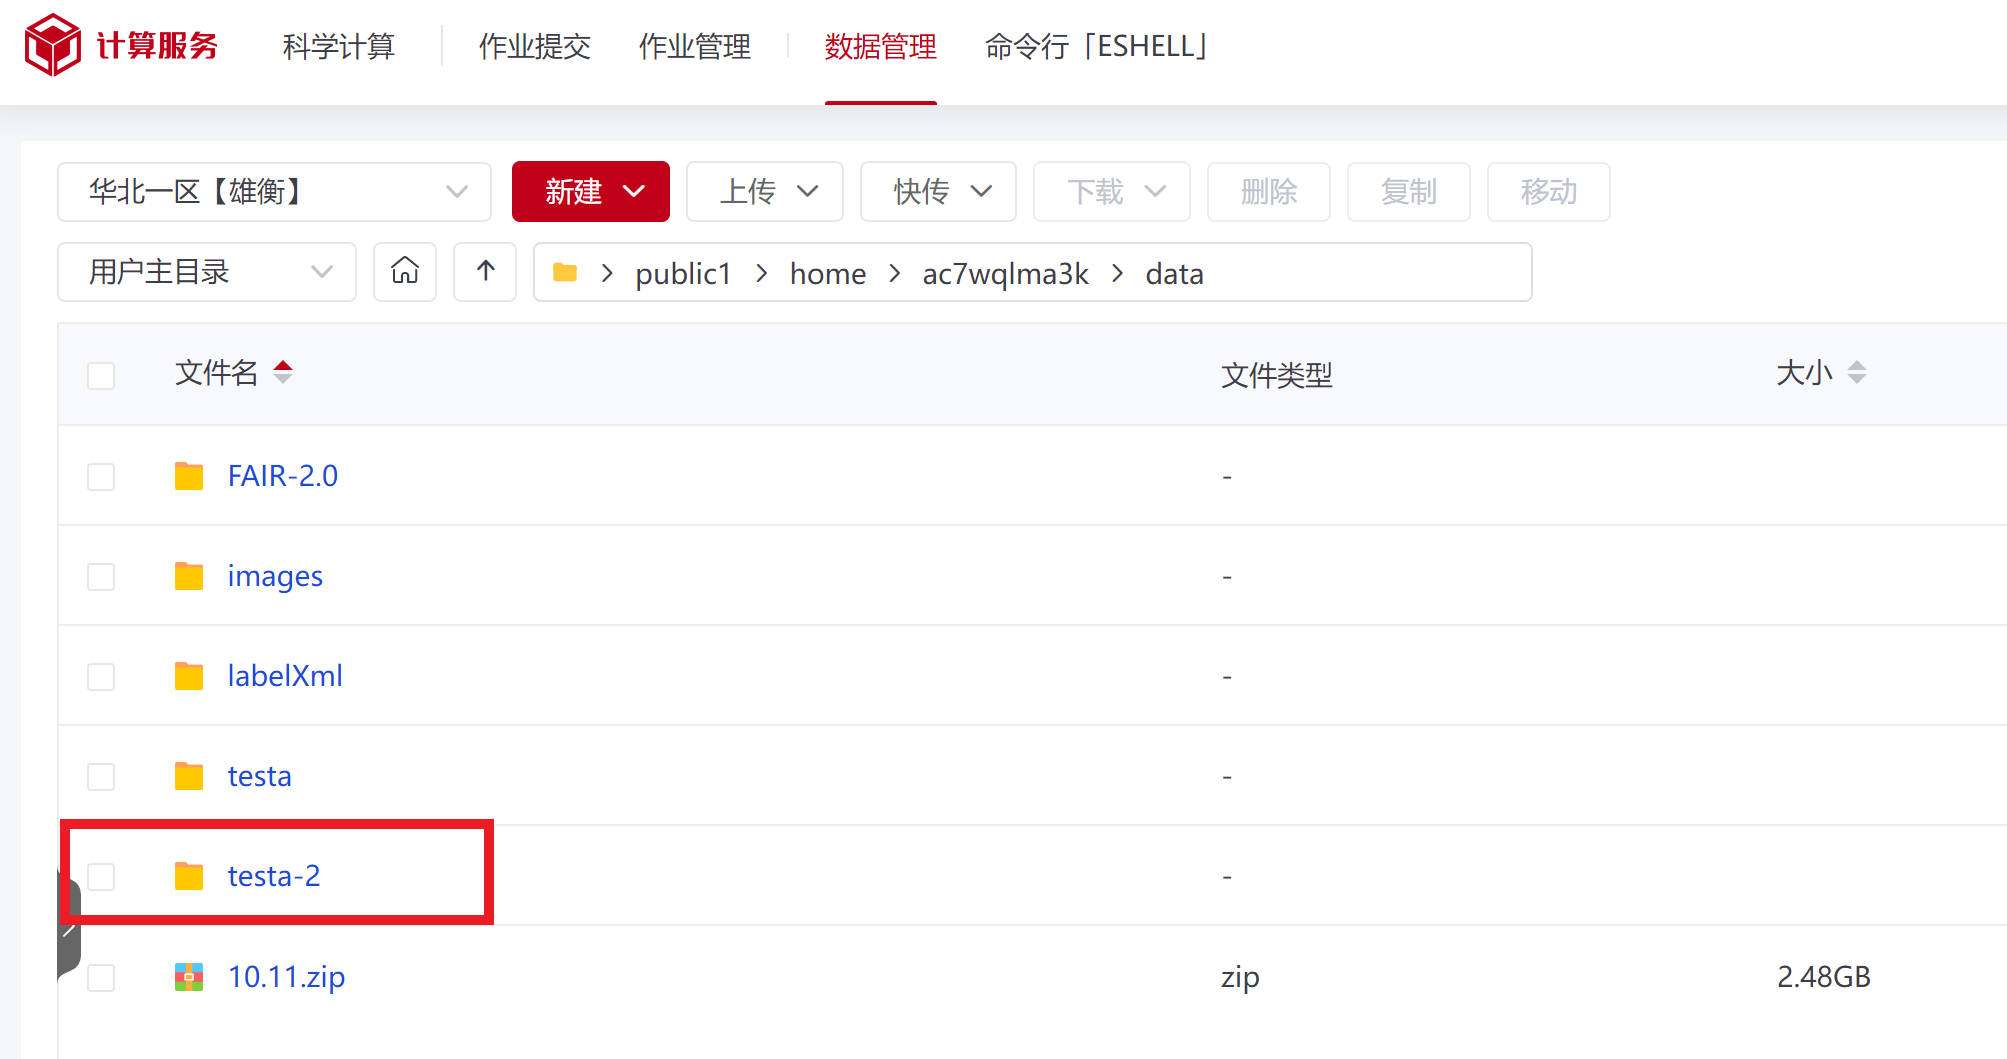 计算服务 科学计算 作业提交 作业管理 数据管理 命令行「ESHELL」
华北一区【雄衡】 新建 上传 快传 下载 删除 复制 移动
用户主目录 > public1 > home > ac7wqlma3k > data
文件名 文件类型 大小
FAIR-2.0 -
images -
labelXml -
testa -
testa-2 -
10.11.zip zip 2.48GB